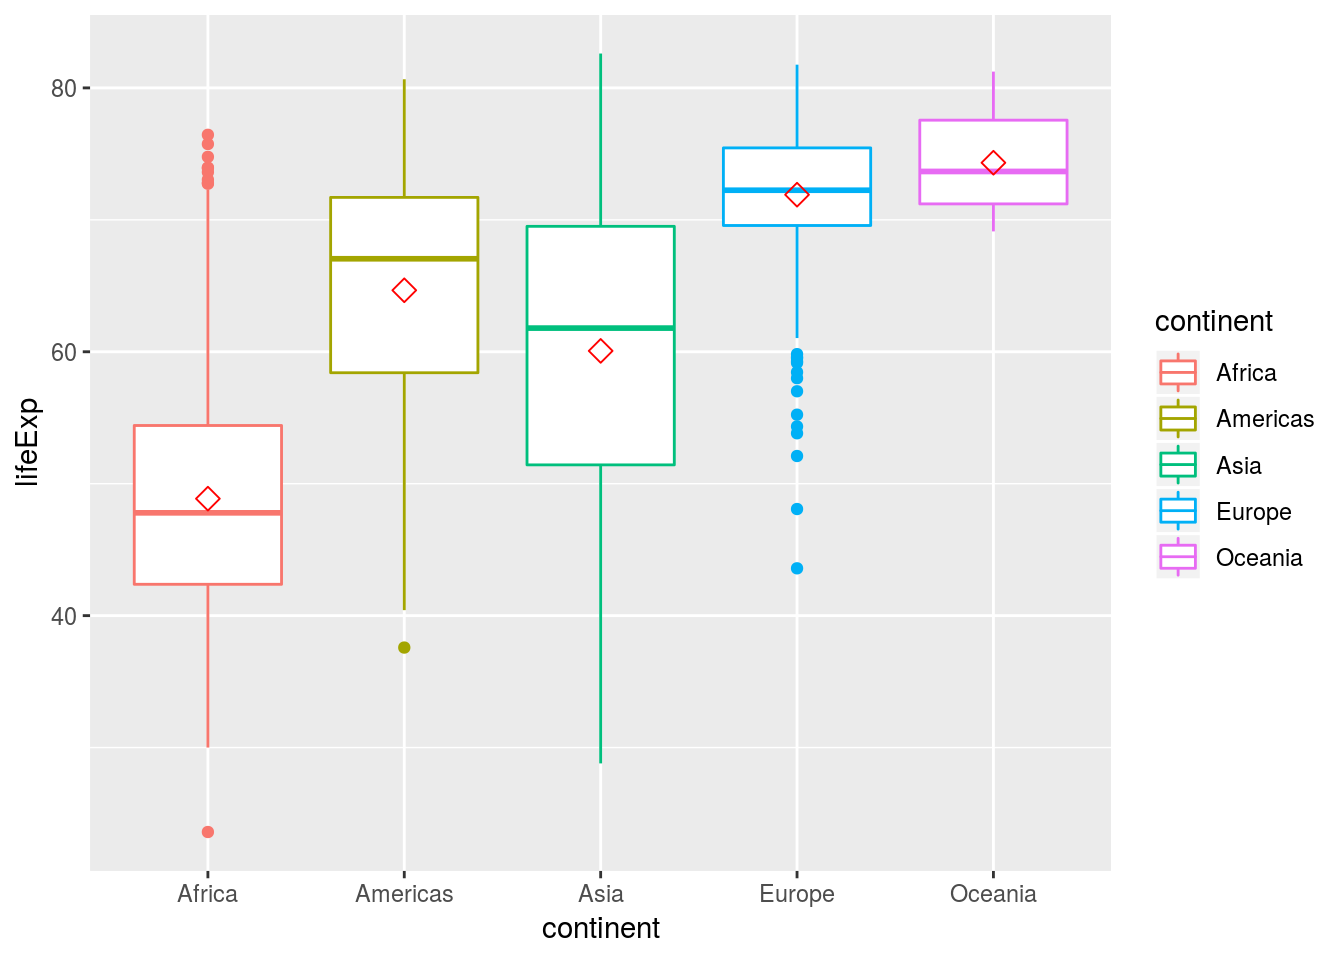 lifeExp
80
60
40
Africa
Americas
Asia
Europe
Oceania
continent
continent
Africa
Americas
Asia
Europe
Oceania